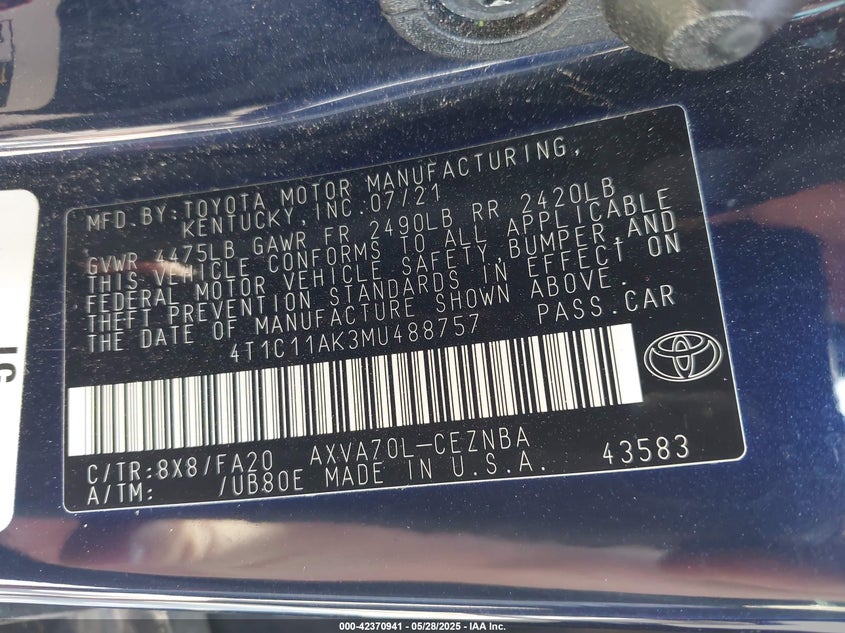 MFD. BY: TOYOTA MOTOR MANUFACTURING,
KENTUCKY, INC. 07/21
GVWR 4475LB GAWR FR 2490LB RR 2420LB
THIS VEHICLE CONFORMS TO ALL APPLICABLE
FEDERAL MOTOR VEHICLE SAFETY, BUMPER, AND
THEFT PREVENTION STANDARDS IN EFFECT ON
THE DATE OF MANUFACTURE SHOWN ABOVE.
4T1C11AK3MU488757 PASS. CAR
C/TR: 8X8/FA20 AXVA70L-CEZNBA
A/TM: /UB80E MADE IN U.S.A. 43583
000-42370941 - 05/28/2025 - IAA Inc.